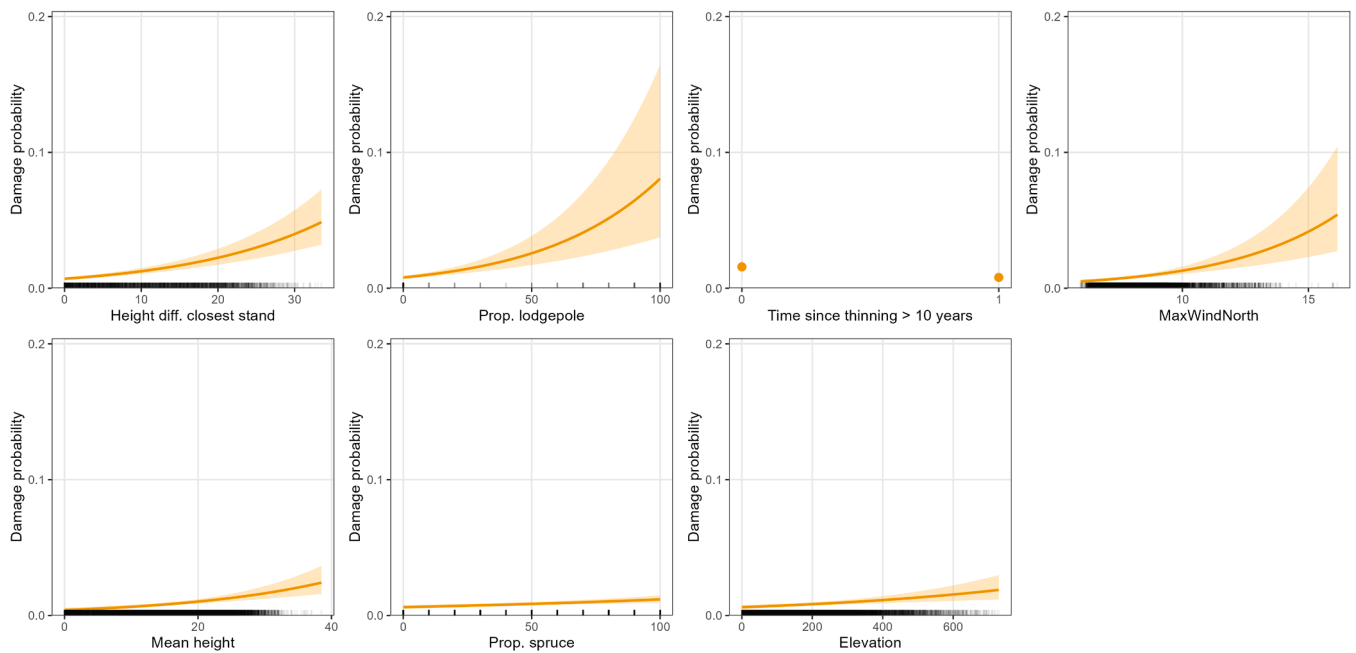 0.2
0.1
0.0
Damage probability
0 10 20 30
Height diff. closest stand
0.2
0.1
0.0
Damage probability
0 50 100
Prop. lodgepole
0.2
0.1
0.0
Damage probability
0 1
Time since thinning > 10 years
0.2
0.1
0.0
Damage probability
10 15
MaxWindNorth
0.2
0.1
0.0
Damage probability
0 20 40
Mean height
0.2
0.1
0.0
Damage probability
0 50 100
Prop. spruce
0.2
0.1
0.0
Damage probability
0 200 400 600
Elevation